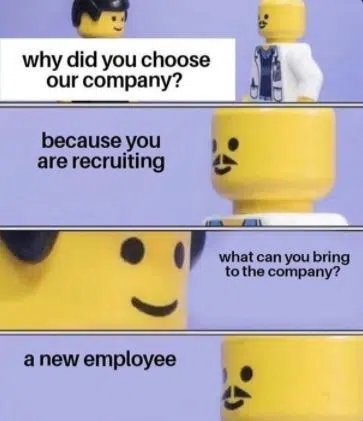 why did you choose
our company?
because you
are recruiting
what can you bring
to the company?
a new employee